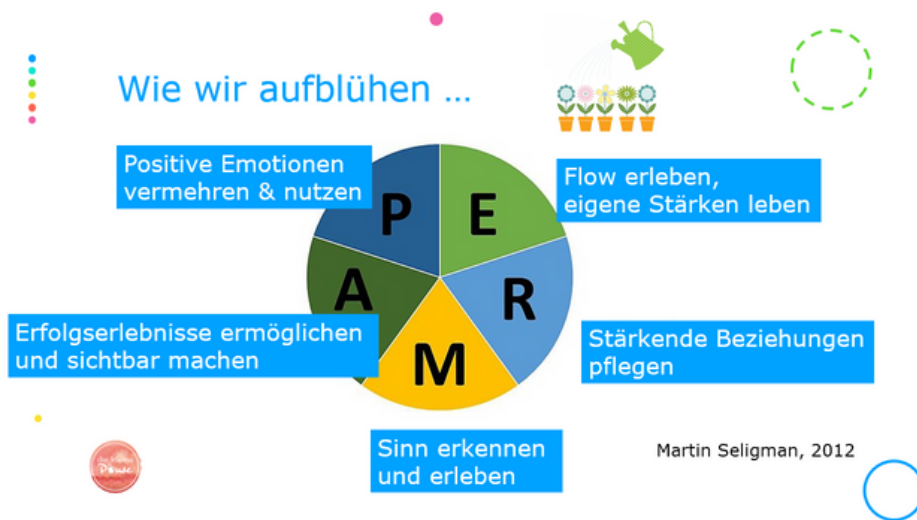 Wie wir aufblühen ...
Positive Emotionen
vermehren & nutzen
P
E
Flow erleben,
eigene Stärken leben
A
R
Erfolgserlebnisse ermöglichen
und sichtbar machen
M
Stärkende Beziehungen
pflegen
Sinn erkennen
und erleben
Martin Seligman, 2012
Pause